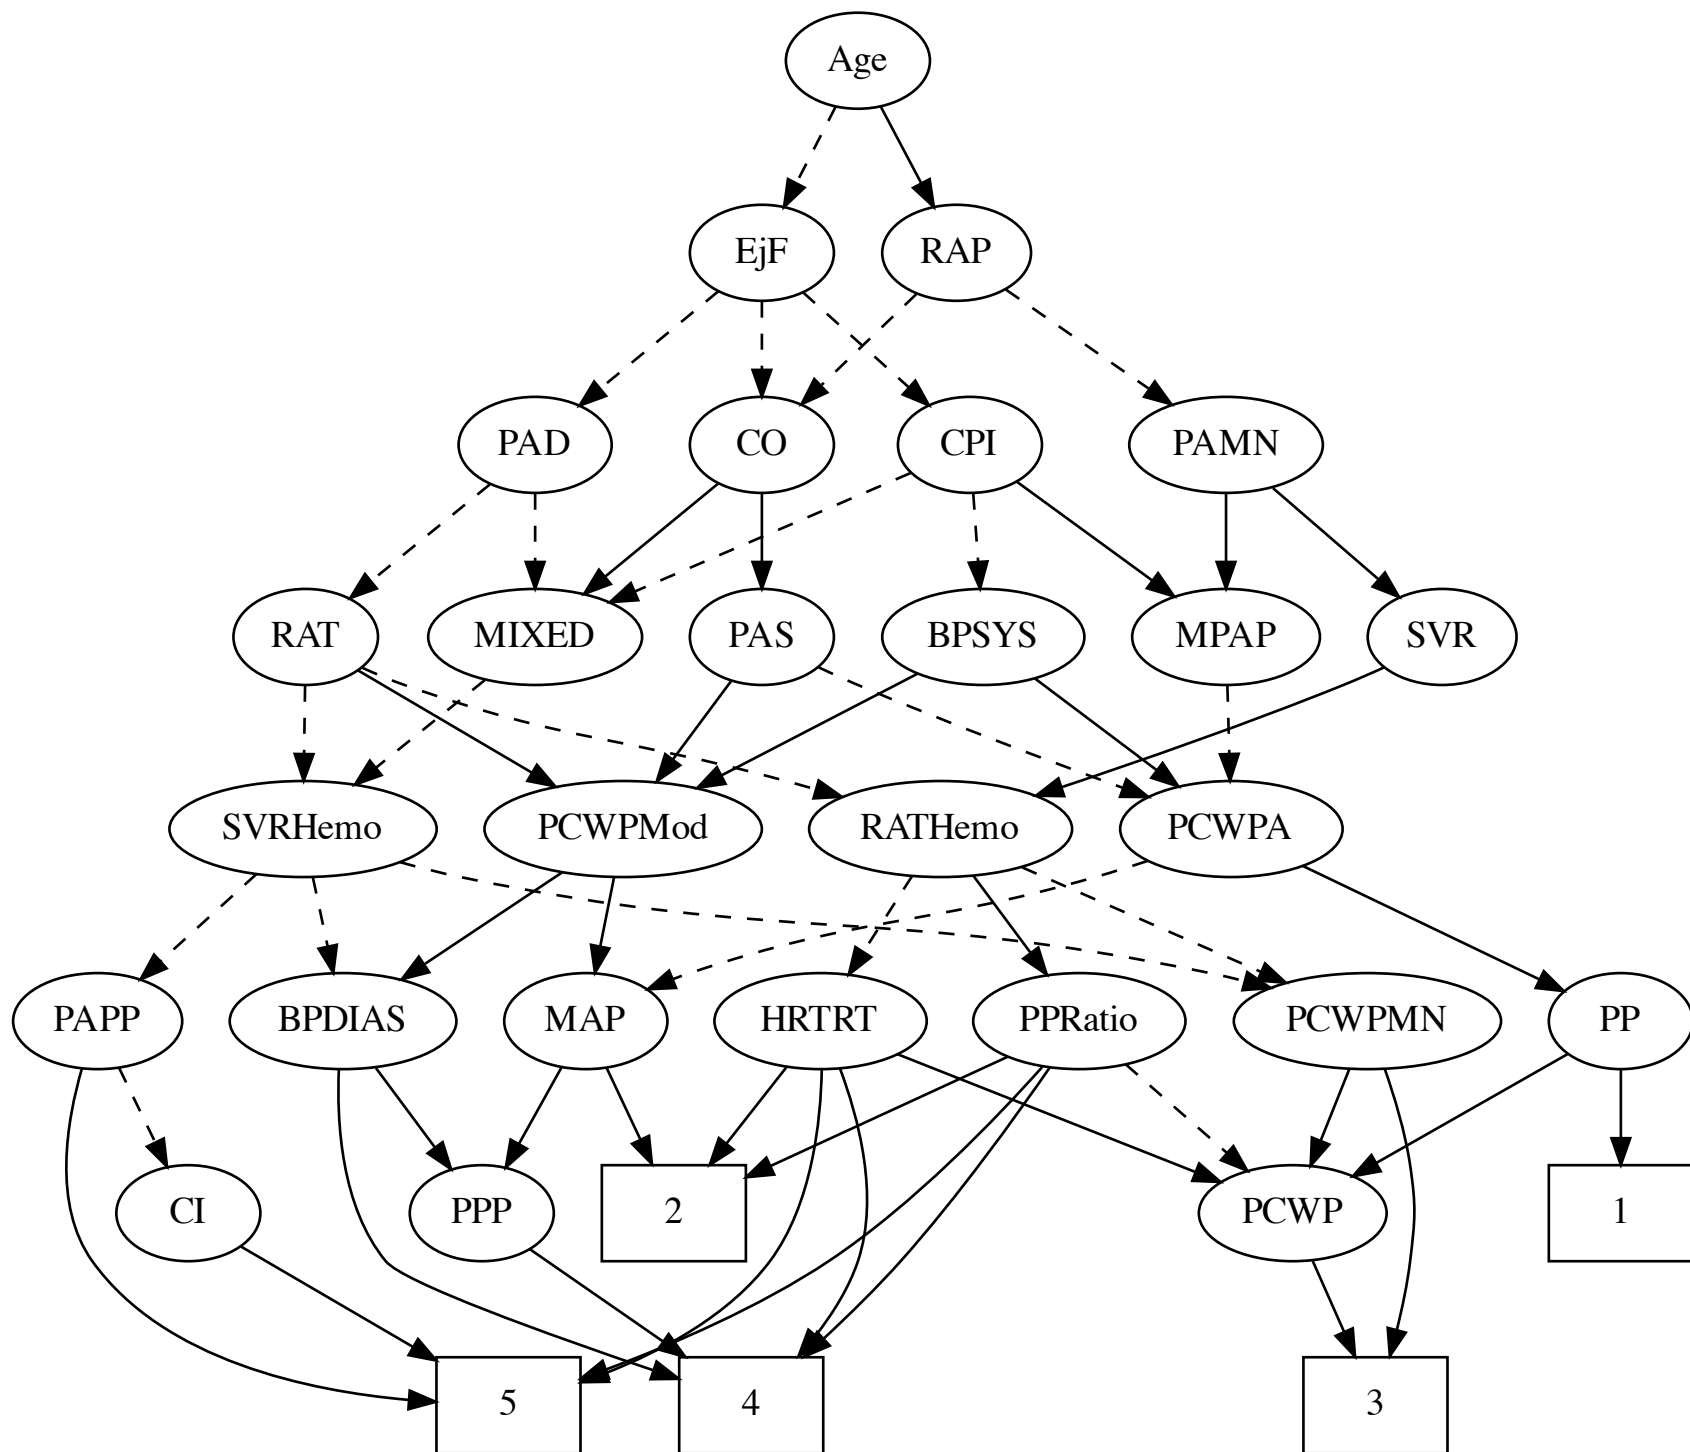 Age
EjF
RAP
PAD
CO
CPI
PAMN
RAT
MIXED
PAS
BPSYS
MPAP
SVR
SVRHemo
PCWPMod
RATHemo
PCWPA
PAPP
BPDIAS
MAP
HRTRT
PPRatio
PCWPMN
PP
CI
PPP
2
PCWP
1
5
4
3